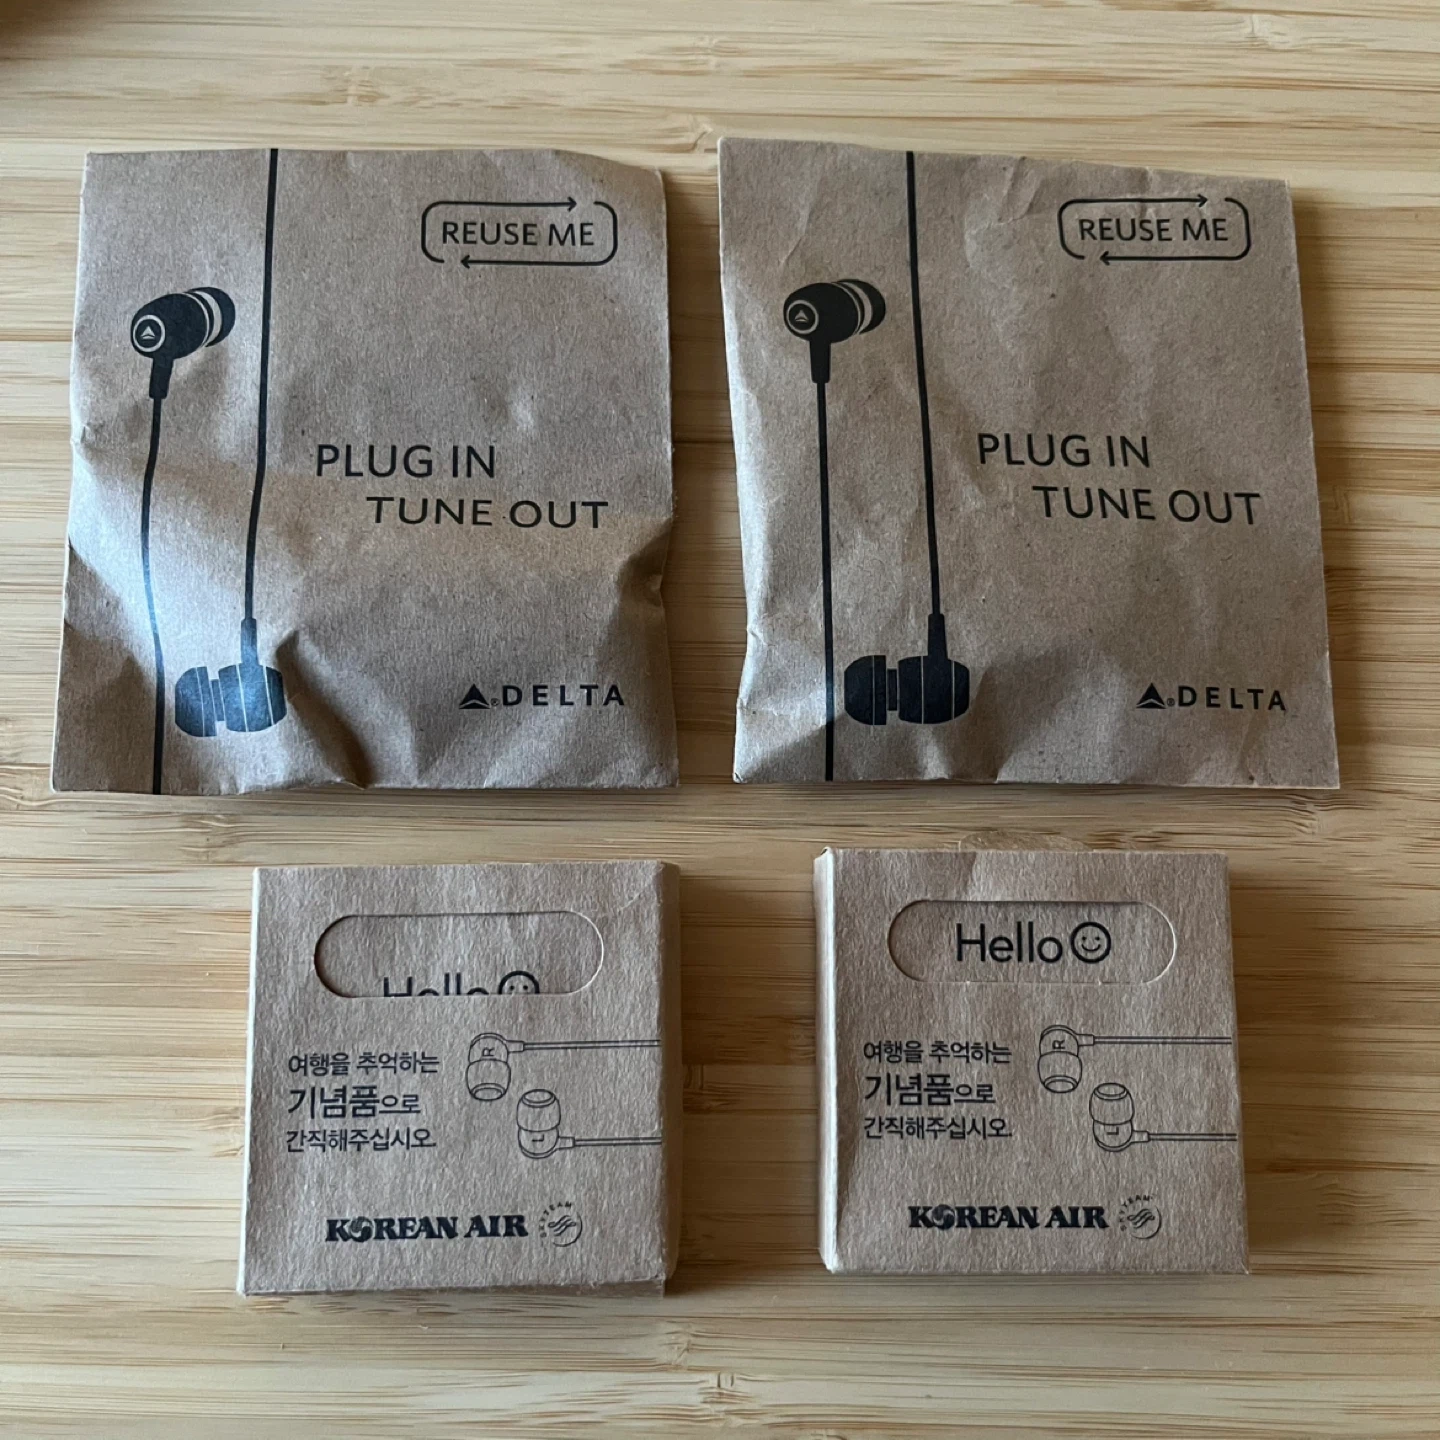 REUSE ME
PLUG IN
TUNE OUT
DELTA
REUSE ME
PLUG IN
TUNE OUT
DELTA
Hello
여행을 추억하는
기념품으로
간직해주십시오.
R
L
KOREAN AIR
SKYTEAM
Hello
여행을 추억하는
기념품으로
간직해주십시오.
R
L
KOREAN AIR
SKYTEAM